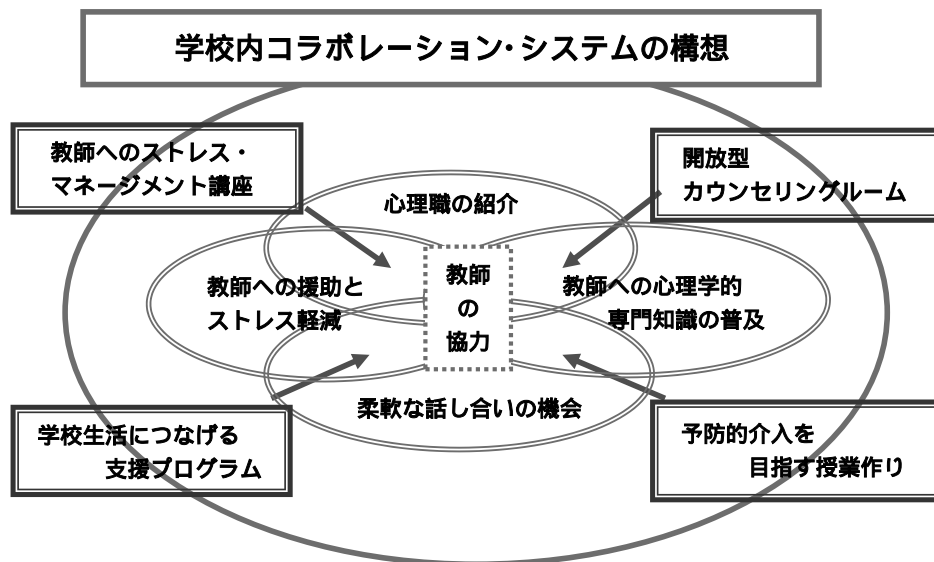 学校内コラボレーション・システムの構想
教師へのストレス・
マネージメント講座
開放型
カウンセリングルーム
心理職の紹介
教師への援助と
ストレス軽減
教師
の
協力
教師への心理学的
専門知識の普及
柔軟な話し合いの機会
学校生活につなげる
支援プログラム
予防的介入を
目指す授業作り